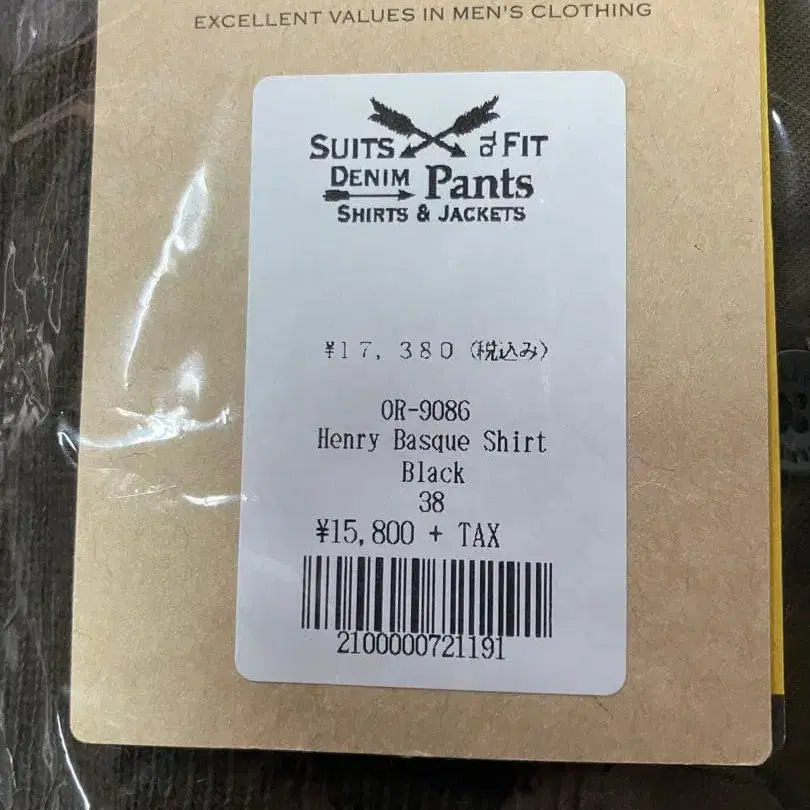 EXCELLENT VALUES IN MEN'S CLOTHING
SUITS to FIT
DENIM Pants
SHIRTS & JACKETS
¥17,380 (税込み)
OR-9086
Henry Basque Shirt
Black
38
¥15,800 + TAX
2100000721191